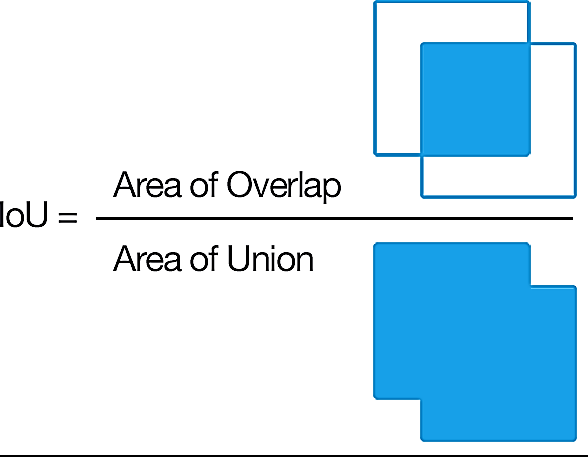 Area of Overlap
IoU =
Area of Union